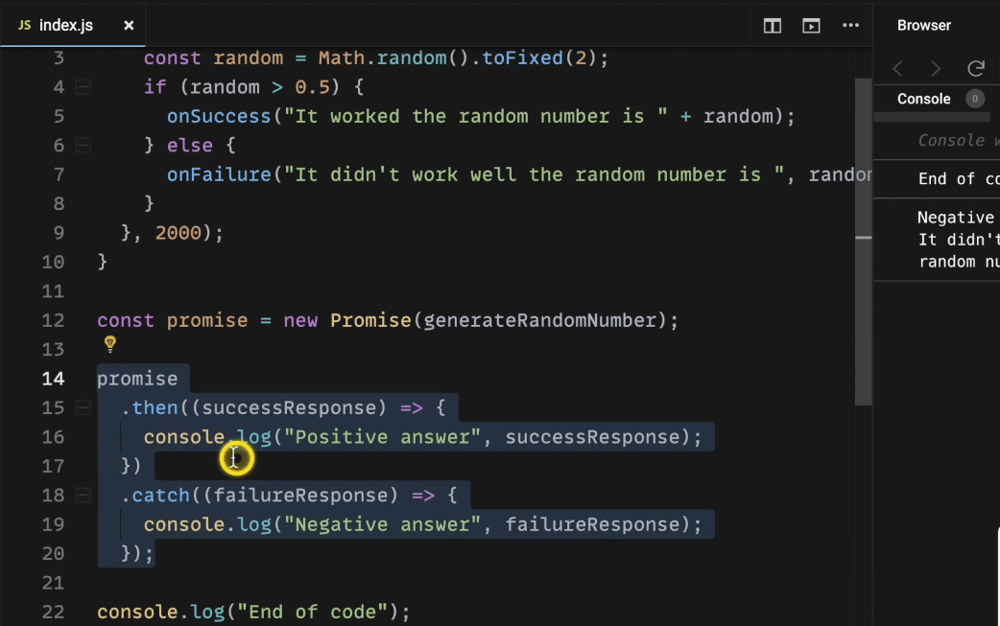 JS index.js ×
Browser
Console 0
3 const random = Math.random().toFixed(2);
4 if (random > 0.5) {
5 onSuccess("It worked the random number is " + random);
6 } else {
7 onFailure("It didn't work well the random number is ", random
8 }
9 }, 2000);
10 }
11
12 const promise = new Promise(generateRandomNumber);
13
14 promise
15 .then((successResponse) => {
16 console.log("Positive answer", successResponse);
17 })
18 .catch((failureResponse) => {
19 console.log("Negative answer", failureResponse);
20 });
21
22 console.log("End of code");
Console
End of
Negative
It didn't
random